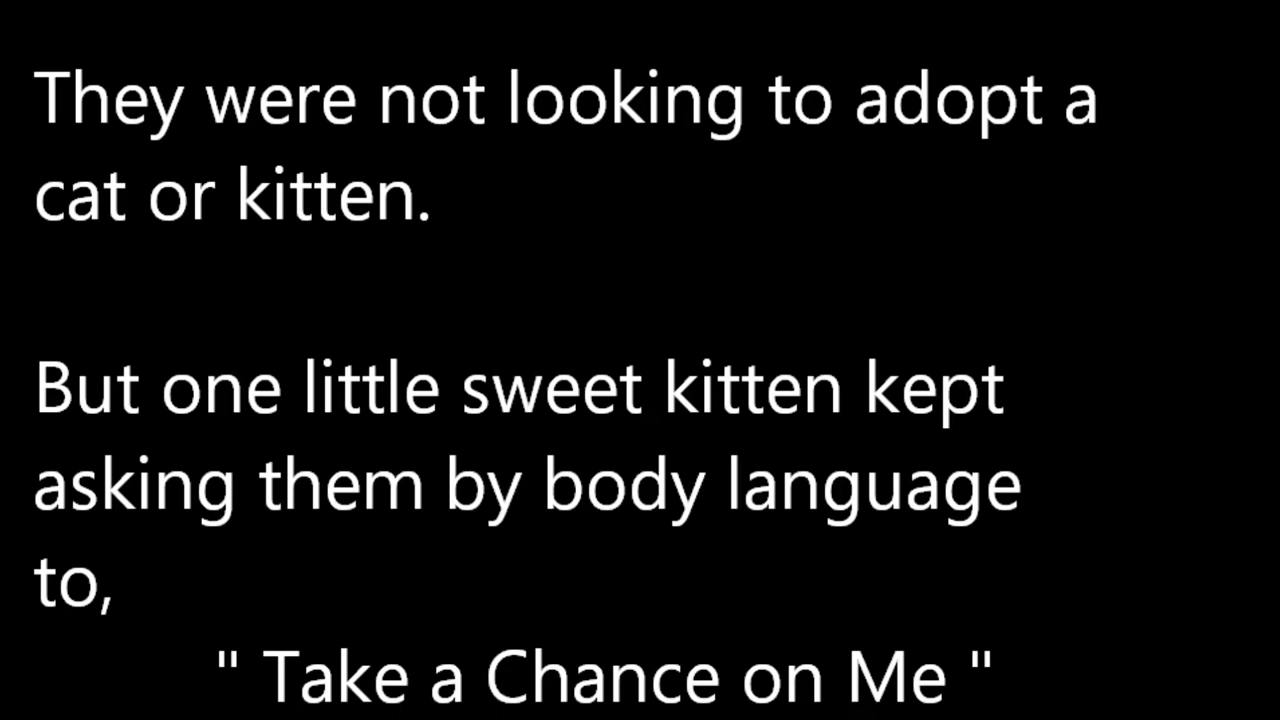 They were not looking to adopt a
cat or kitten.
But one little sweet kitten kept
asking them by body language
to,
" Take a Chance on Me "